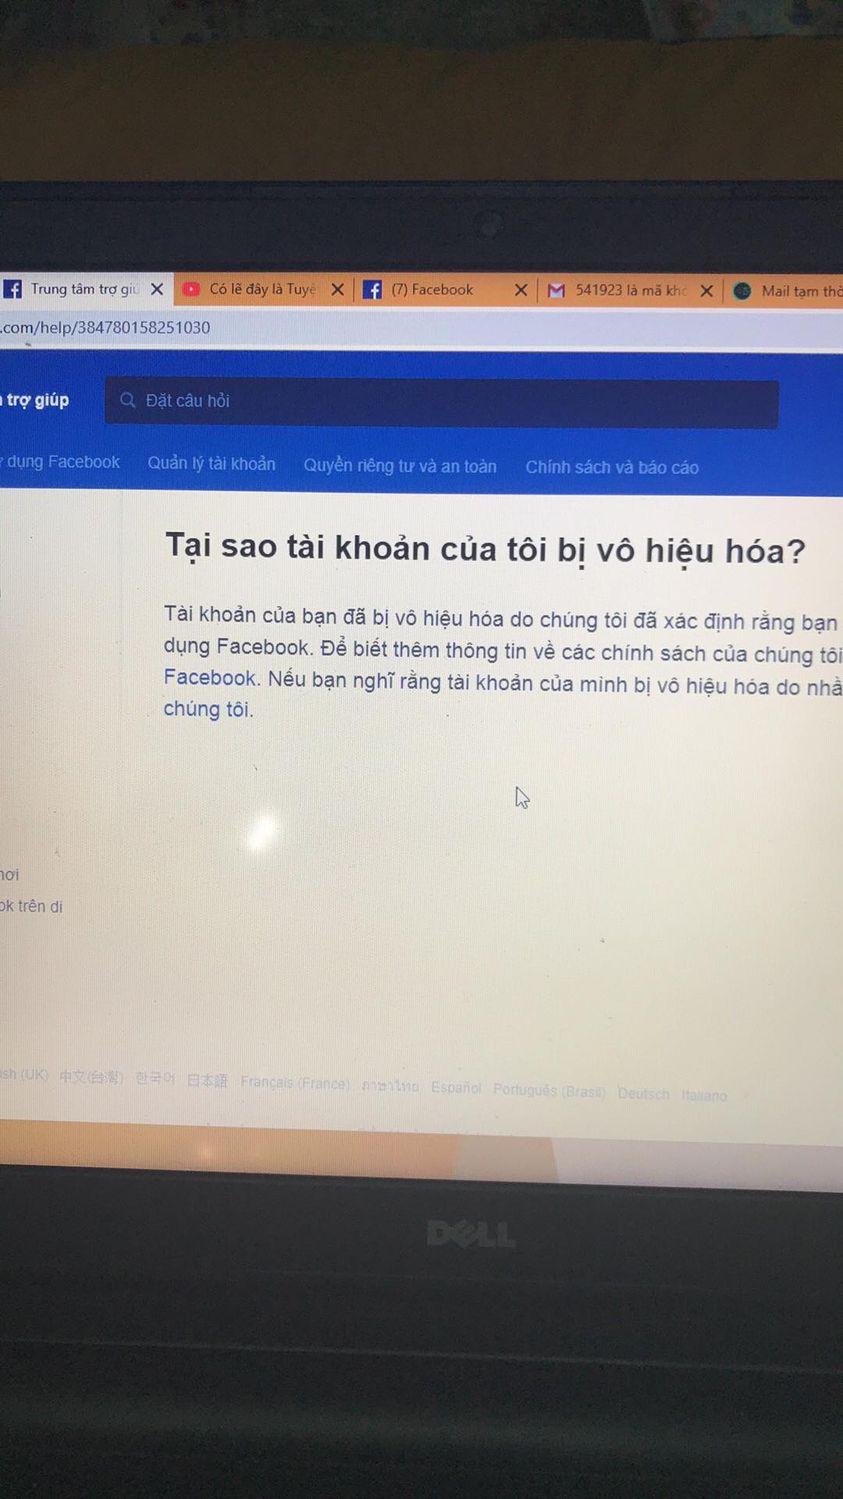 Trung tâm trợ giú
Có lẽ đây là Tuyệ
(7) Facebook
541923 là mã khô
Mail tạm thờ
.com/help/384780158251030
trợ giúp
Đặt câu hỏi
dụng Facebook
Quản lý tài khoản
Quyền riêng tư và an toàn
Chính sách và báo cáo
Tại sao tài khoản của tôi bị vô hiệu hóa?
Tài khoản của bạn đã bị vô hiệu hóa do chúng tôi đã xác định rằng bạn
dụng Facebook. Để biết thêm thông tin về các chính sách của chúng tôi
Facebook. Nếu bạn nghĩ rằng tài khoản của mình bị vô hiệu hóa do nhầ
chúng tôi.
ok trên di
ish (UK) 中文(台灣) 한국어 日本語 Français (France) ภาษาไทย Español Português (Brasil) Deutsch Italiano
DELL